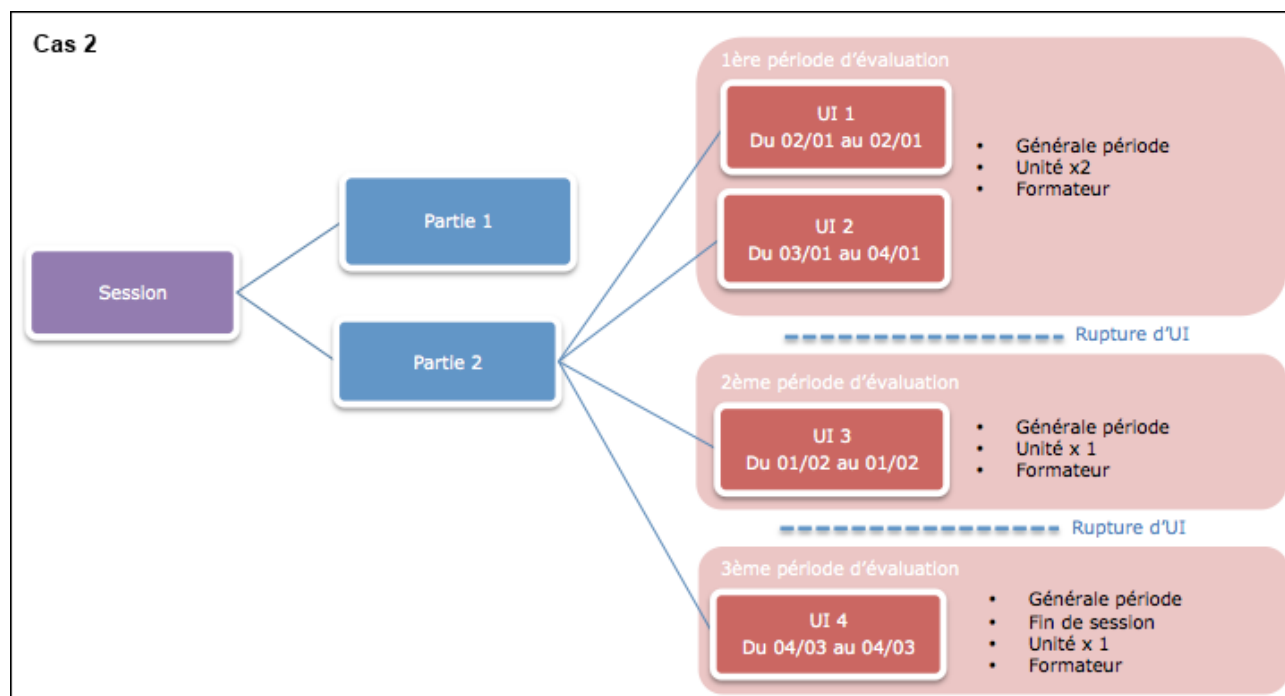 Cas 2
Session
Partie 1
Partie 2
1ère période d'évaluation
UI 1
Du 02/01 au 02/01
UI 2
Du 03/01 au 04/01
• Générale période
• Unité x2
• Formateur
Rupture d'UI
2ème période d'évaluation
UI 3
Du 01/02 au 01/02
• Générale période
• Unité x 1
• Formateur
Rupture d'UI
3ème période d'évaluation
UI 4
Du 04/03 au 04/03
• Générale période
• Fin de session
• Unité x 1
• Formateur